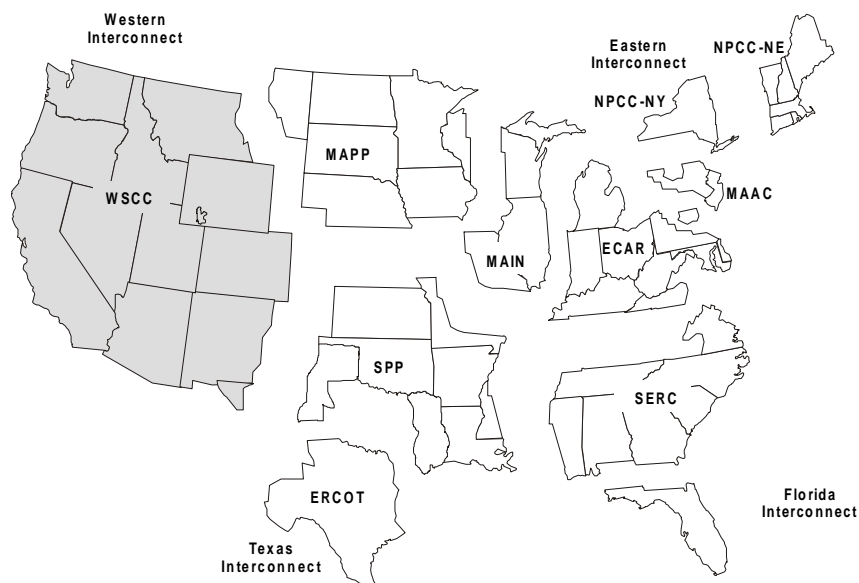 Western
Interconnect
Eastern
Interconnect
NPCC-NE
NPCC-NY
MAPP
WSCC
MAAC
MAIN
ECAR
SPP
SERC
ERCOT
Florida
Interconnect
Texas
Interconnect